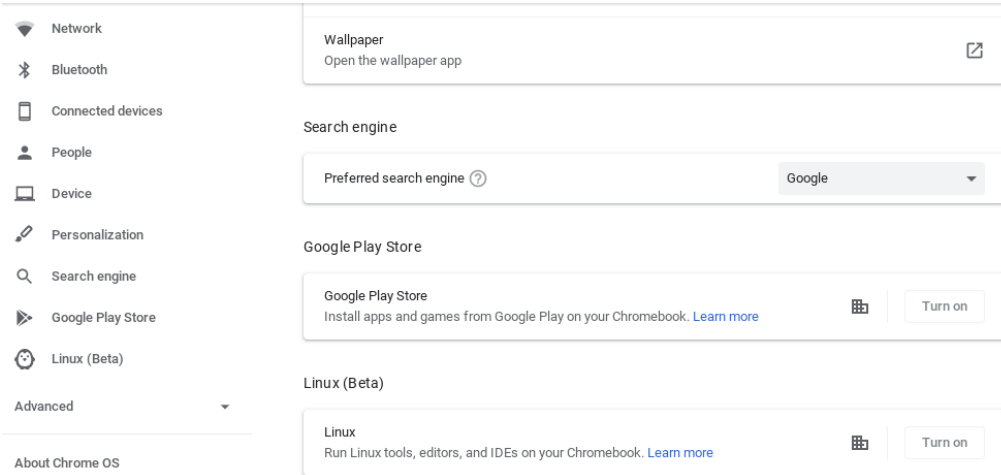 Network
Bluetooth
Connected devices
People
Device
Personalization
Search engine
Google Play Store
Linux (Beta)
Advanced
About Chrome OS
Wallpaper
Open the wallpaper app
Search engine
Preferred search engine
Google
Google Play Store
Google Play Store
Install apps and games from Google Play on your Chromebook. Learn more
Turn on
Linux (Beta)
Linux
Run Linux tools, editors, and IDEs on your Chromebook. Learn more
Turn on